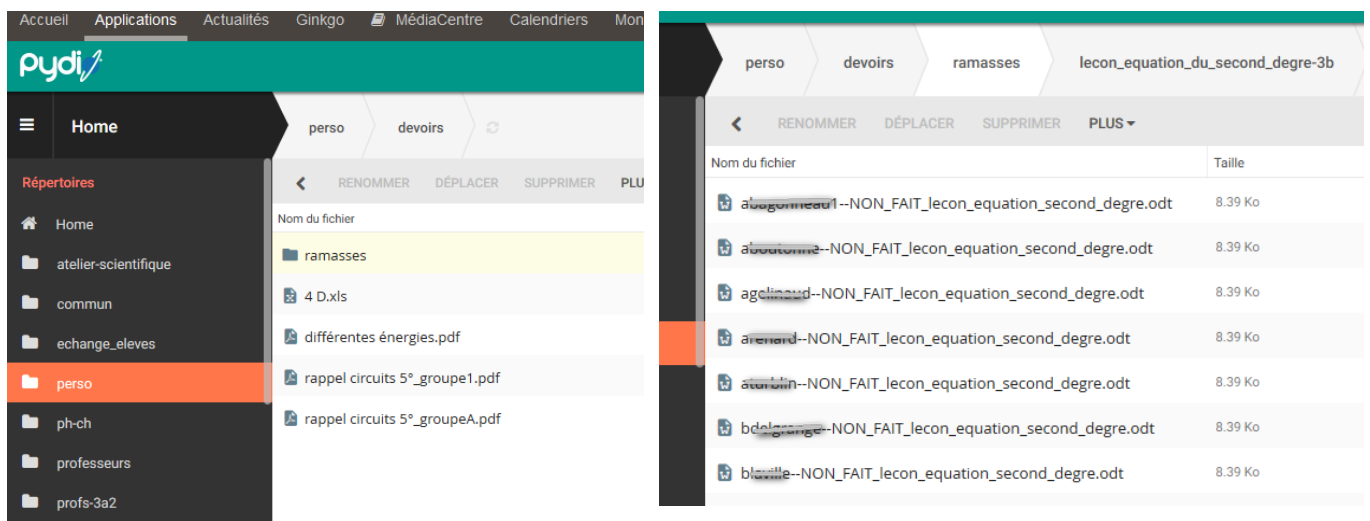 Accueil Applications Actualités Ginkgo MédiaCentre Calendriers Mon
pydi
Home
perso devoirs
Répertoires
RENOMMER DÉPLACER SUPPRIMER PLU
Nom du fichier
Home
atelier-scientifique
commun
echange_eleves
perso
ph-ch
professeurs
profs-3a2
ramasses
4 D.xls
différentes énergies.pdf
rappel circuits 5°_groupe1.pdf
rappel circuits 5°_groupeA.pdf
perso devoirs ramasses lecon_equation_du_second_degre-3b
RENOMMER DÉPLACER SUPPRIMER PLUS
Nom du fichier Taille
--NON_FAIT_lecon_equation_second_degre.odt 8.39 Ko
--NON_FAIT_lecon_equation_second_degre.odt 8.39 Ko
--NON_FAIT_lecon_equation_second_degre.odt 8.39 Ko
--NON_FAIT_lecon_equation_second_degre.odt 8.39 Ko
--NON_FAIT_lecon_equation_second_degre.odt 8.39 Ko
--NON_FAIT_lecon_equation_second_degre.odt 8.39 Ko
--NON_FAIT_lecon_equation_second_degre.odt 8.39 Ko